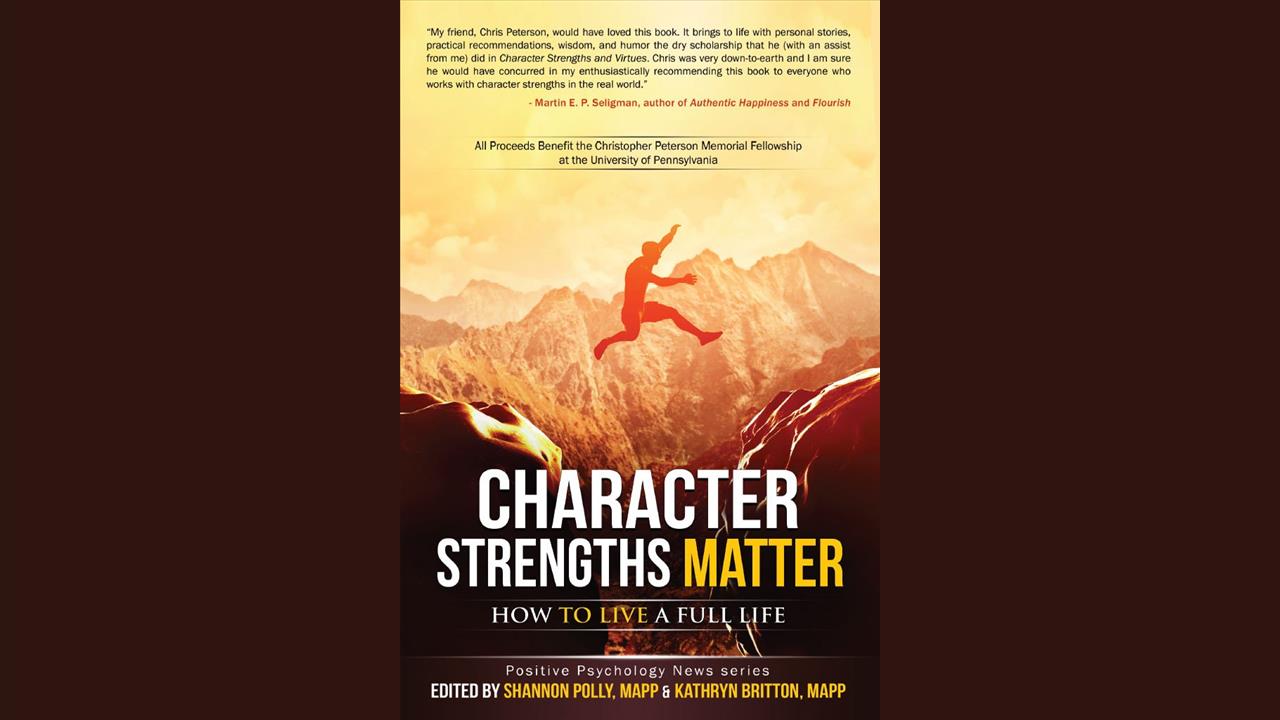 “My friend, Chris Peterson, would have loved this book. It brings to life with personal stories,
practical recommendations, wisdom, and humor the dry scholarship that he (with an assist
from me) did in Character Strengths and Virtues. Chris was very down-to-earth and I am sure
he would have concurred in my enthusiastically recommending this book to everyone who
works with character strengths in the real world.”
- Martin E. P. Seligman, author of Authentic Happiness and Flourish
All Proceeds Benefit the Christopher Peterson Memorial Fellowship
at the University of Pennsylvania
CHARACTER
STRENGTHS MATTER
HOW TO LIVE A FULL LIFE
Positive Psychology News series
EDITED BY SHANNON POLLY, MAPP & KATHRYN BRITTON, MAPP